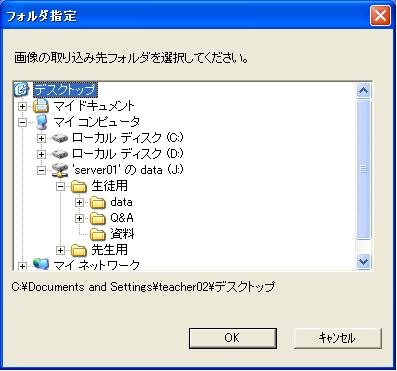 フォルダ指定
画像の取り込み先フォルダを選択してください。
デスクトップ
マイ ドキュメント
マイ コンピュータ
ローカル ディスク (C:)
ローカル ディスク (D:)
'server01' の data (J:)
生徒用
data
Q&A
資料
先生用
マイ ネットワーク
C:¥Documents and Settings¥teacher02¥デスクトップ
OK
キャンセル